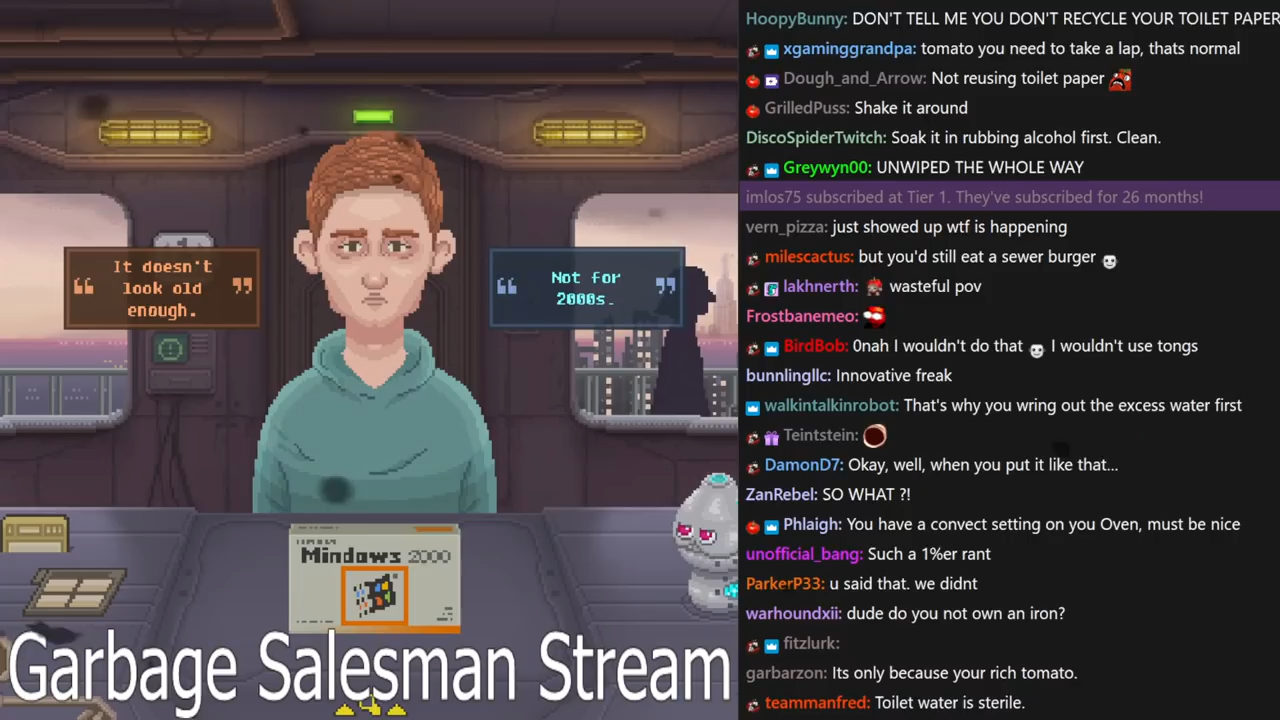 HoopyBunny: DON'T TELL ME YOU DON'T RECYCLE YOUR TOILET PAPER
xgaminggrandpa: tomato you need to take a lap, thats normal
Dough_and_Arrow: Not reusing toilet paper
GrilledPuss: Shake it around
DiscoSpiderTwitch: Soak it in rubbing alcohol first. Clean.
Greywyn00: UNWIPED THE WHOLE WAY
imlos75 subscribed at Tier 1. They've subscribed for 26 months!
vern_pizza: just showed up wtf is happening
milescactus: but you'd still eat a sewer burger
lakhnerth: wasteful pov
Frostbanemeo:
BirdBob: 0nah I wouldn't do that I wouldn't use tongs
bunnlingllc: Innovative freak
walkintalkinrobot: That's why you wring out the excess water first
Teintstein:
DamonD7: Okay, well, when you put it like that...
ZanRebel: SO WHAT ?!
Phlaigh: You have a convect setting on you Oven, must be nice
unofficial_bang: Such a 1%er rant
ParkerP33: u said that. we didnt
warhoundxii: dude do you not own an iron?
fitzlurk:
garbarzon: Its only because your rich tomato.
teammanfred: Toilet water is sterile.
“ It doesn't
look old
enough. ”
“ Not for
2000s. ”
Mindows 2000
Garbage Salesman Stream